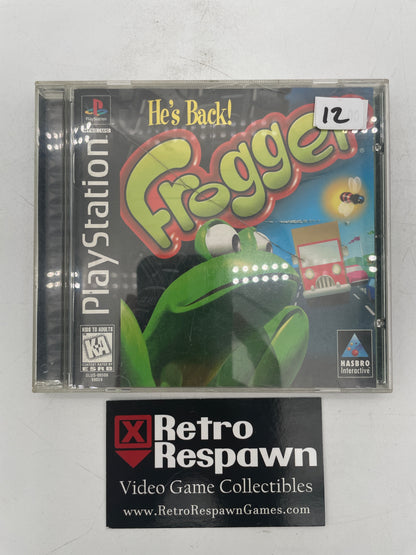 He's Back!
12
Frogger
PlayStation
PlayStation
KIDS TO ADULTS
K-A
ESRB
HASBRO
Interactive
Retro
Respawn
Video Game Collectibles
www.RetroRespawnGames.com